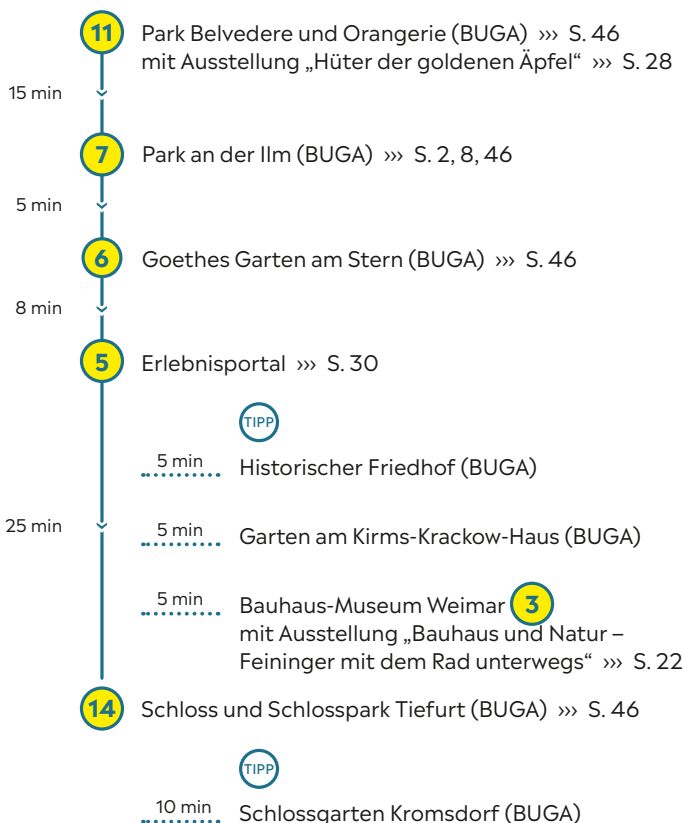 11 Park Belvedere und Orangerie (BUGA) ››› S. 46
mit Ausstellung „Hüter der goldenen Äpfel“ ››› S. 28
15 min
7 Park an der Ilm (BUGA) ››› S. 2, 8, 46
5 min
6 Goethes Garten am Stern (BUGA) ››› S. 46
8 min
5 Erlebnisportal ››› S. 30
TIPP
5 min Historischer Friedhof (BUGA)
25 min 5 min Garten am Kirms-Krackow-Haus (BUGA)
5 min Bauhaus-Museum Weimar 3
mit Ausstellung „Bauhaus und Natur –
Feininger mit dem Rad unterwegs“ ››› S. 22
14 Schloss und Schlosspark Tiefurt (BUGA) ››› S. 46
TIPP
10 min Schlossgarten Kromsdorf (BUGA)